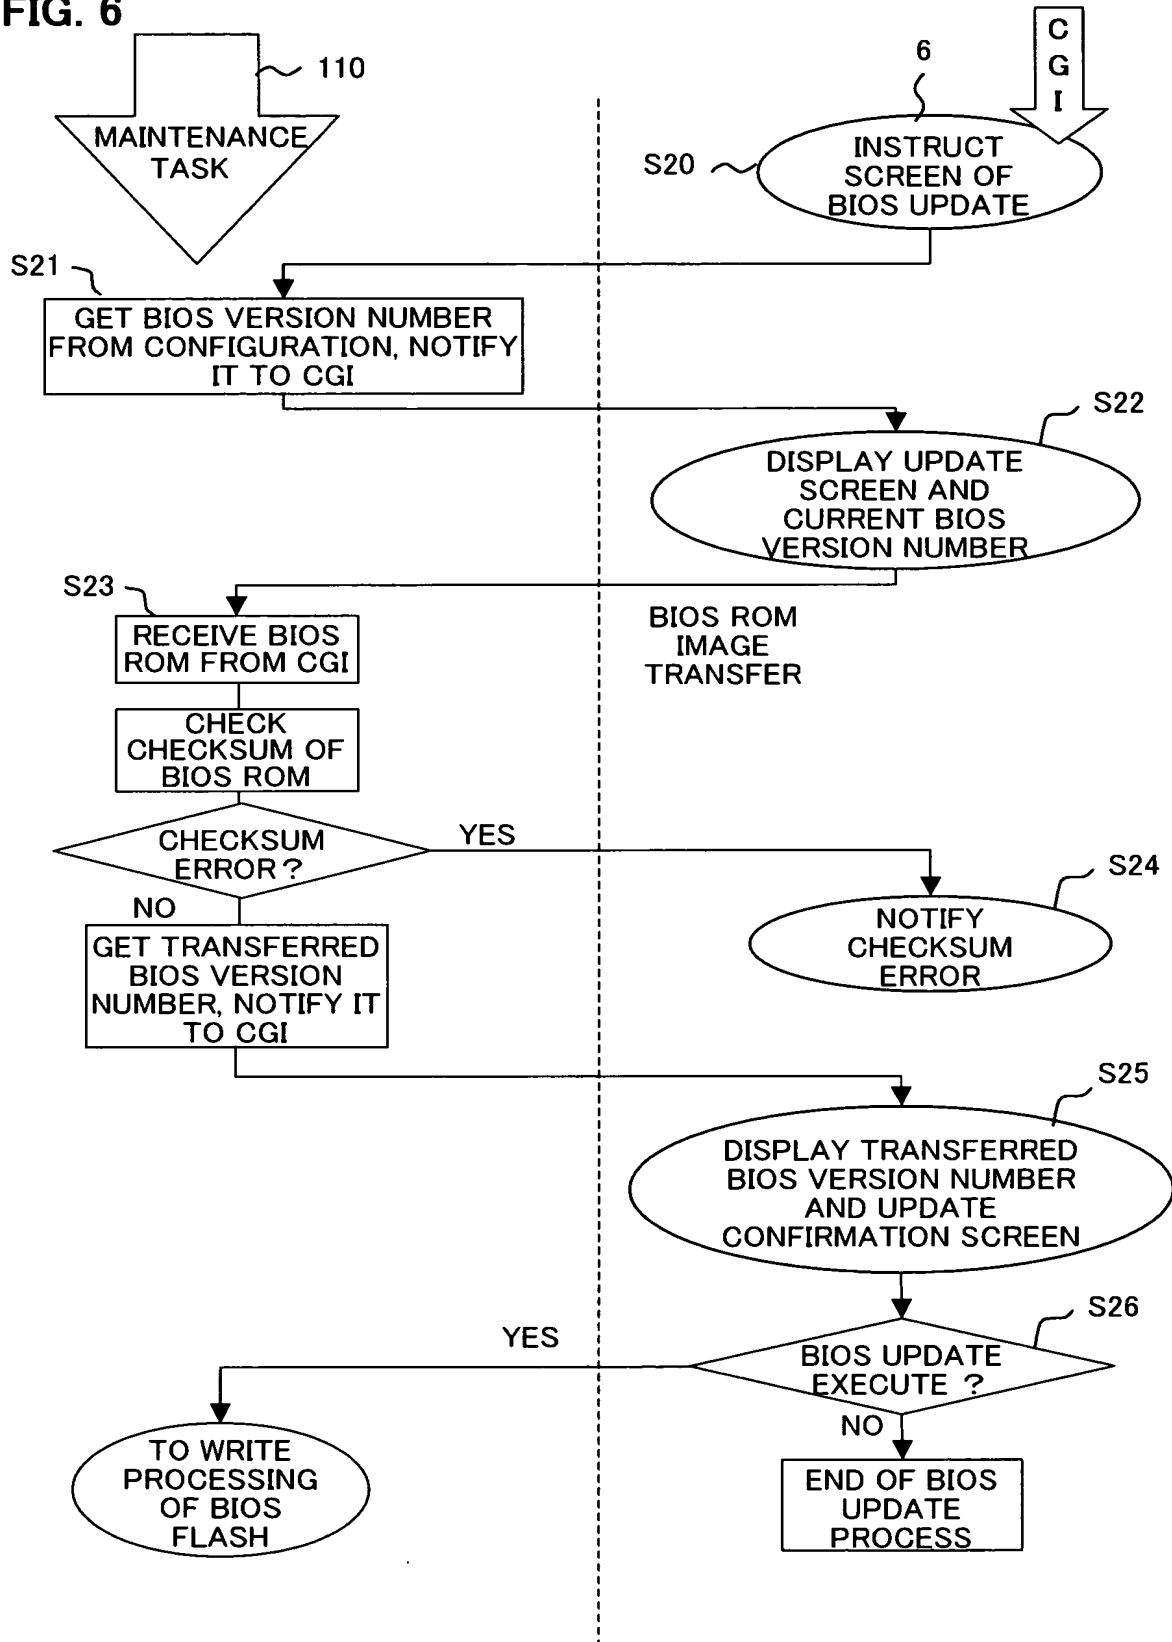 FIG. 6
110
MAINTENANCE
TASK
C
G
I
6
S20
INSTRUCT
SCREEN OF
BIOS UPDATE
S21
GET BIOS VERSION NUMBER
FROM CONFIGURATION, NOTIFY
IT TO CGI
S22
DISPLAY UPDATE
SCREEN AND
CURRENT BIOS
VERSION NUMBER
S23
RECEIVE BIOS
ROM FROM CGI
BIOS ROM
IMAGE
TRANSFER
CHECK
CHECKSUM OF
BIOS ROM
CHECKSUM
ERROR?
YES
S24
NOTIFY
CHECKSUM
ERROR
NO
GET TRANSFERRED
BIOS VERSION
NUMBER, NOTIFY IT
TO CGI
S25
DISPLAY TRANSFERRED
BIOS VERSION NUMBER
AND UPDATE
CONFIRMATION SCREEN
S26
BIOS UPDATE
EXECUTE ?
YES
NO
TO WRITE
PROCESSING
OF BIOS
FLASH
END OF BIOS
UPDATE
PROCESS